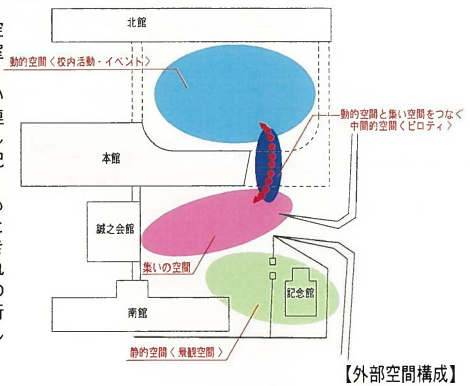 北館
動的空間〈校内活動・イベント〉
動的空間と集い空間をつなぐ
中間的空間〈ピロティ〉
本館
誠之会館
集いの空間
記念館
南館
静的空間〈景観空間〉
【外部空間構成】